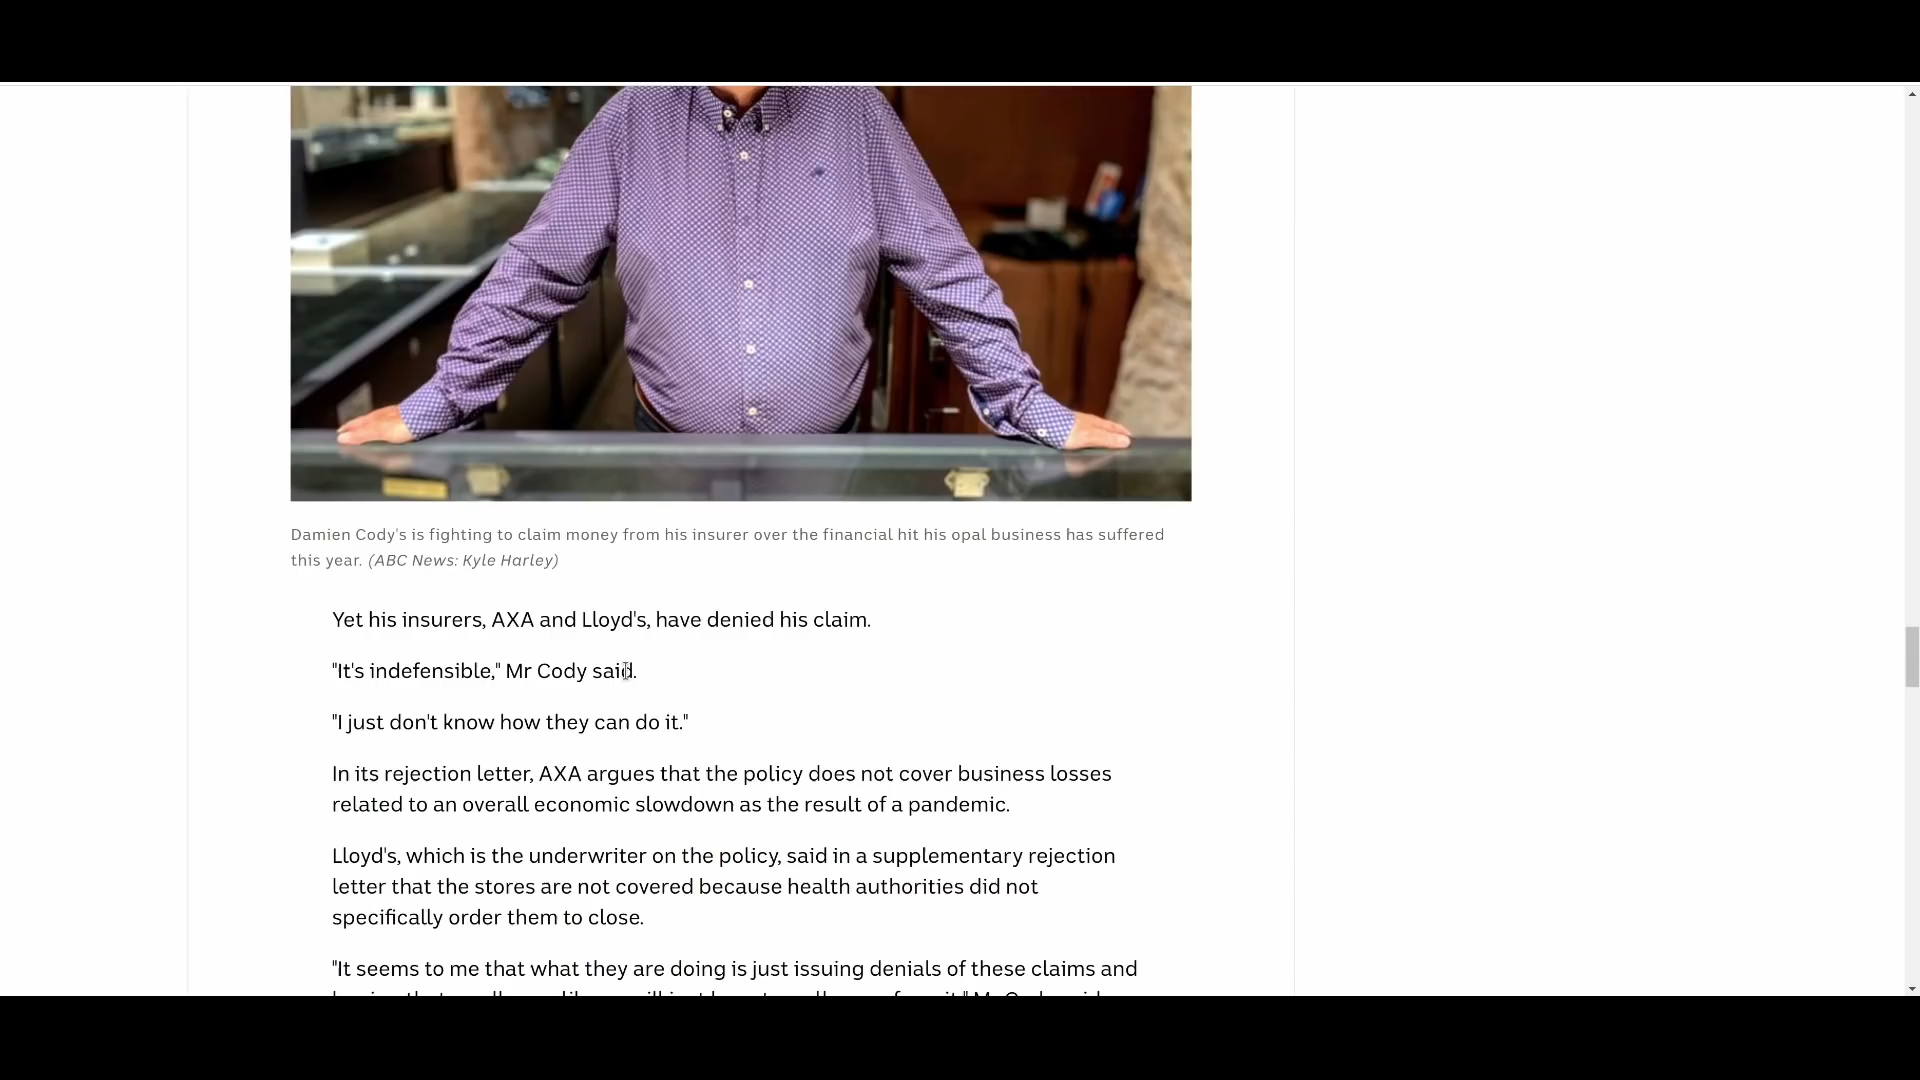 Damien Cody's is fighting to claim money from his insurer over the financial hit his opal business has suffered
this year. (ABC News: Kyle Harley)
Yet his insurers, AXA and Lloyd's, have denied his claim.
"It's indefensible," Mr Cody said.
"I just don't know how they can do it."
In its rejection letter, AXA argues that the policy does not cover business losses
related to an overall economic slowdown as the result of a pandemic.
Lloyd's, which is the underwriter on the policy, said in a supplementary rejection
letter that the stores are not covered because health authorities did not
specifically order them to close.
"It seems to me that what they are doing is just issuing denials of these claims and